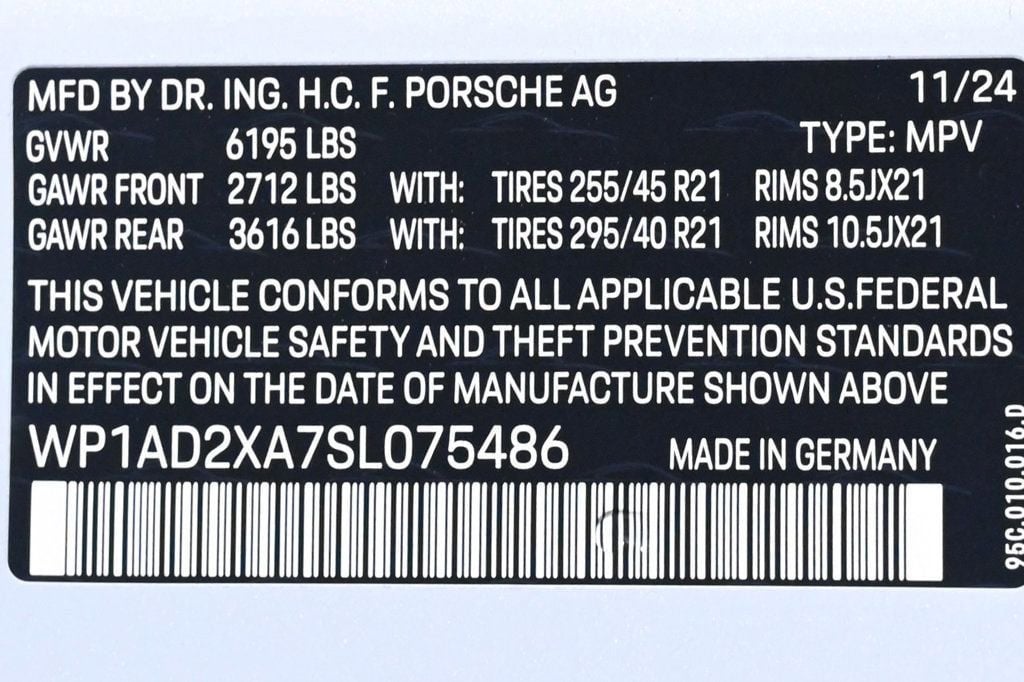 MFD BY DR. ING. H.C. F. PORSCHE AG 11/24
GVWR 6195 LBS TYPE: MPV
GAWR FRONT 2712 LBS WITH: TIRES 255/45 R21 RIMS 8.5JX21
GAWR REAR 3616 LBS WITH: TIRES 295/40 R21 RIMS 10.5JX21
THIS VEHICLE CONFORMS TO ALL APPLICABLE U.S.FEDERAL
MOTOR VEHICLE SAFETY AND THEFT PREVENTION STANDARDS
IN EFFECT ON THE DATE OF MANUFACTURE SHOWN ABOVE
WP1AD2XA7SL075486 MADE IN GERMANY
95C.010.016.D